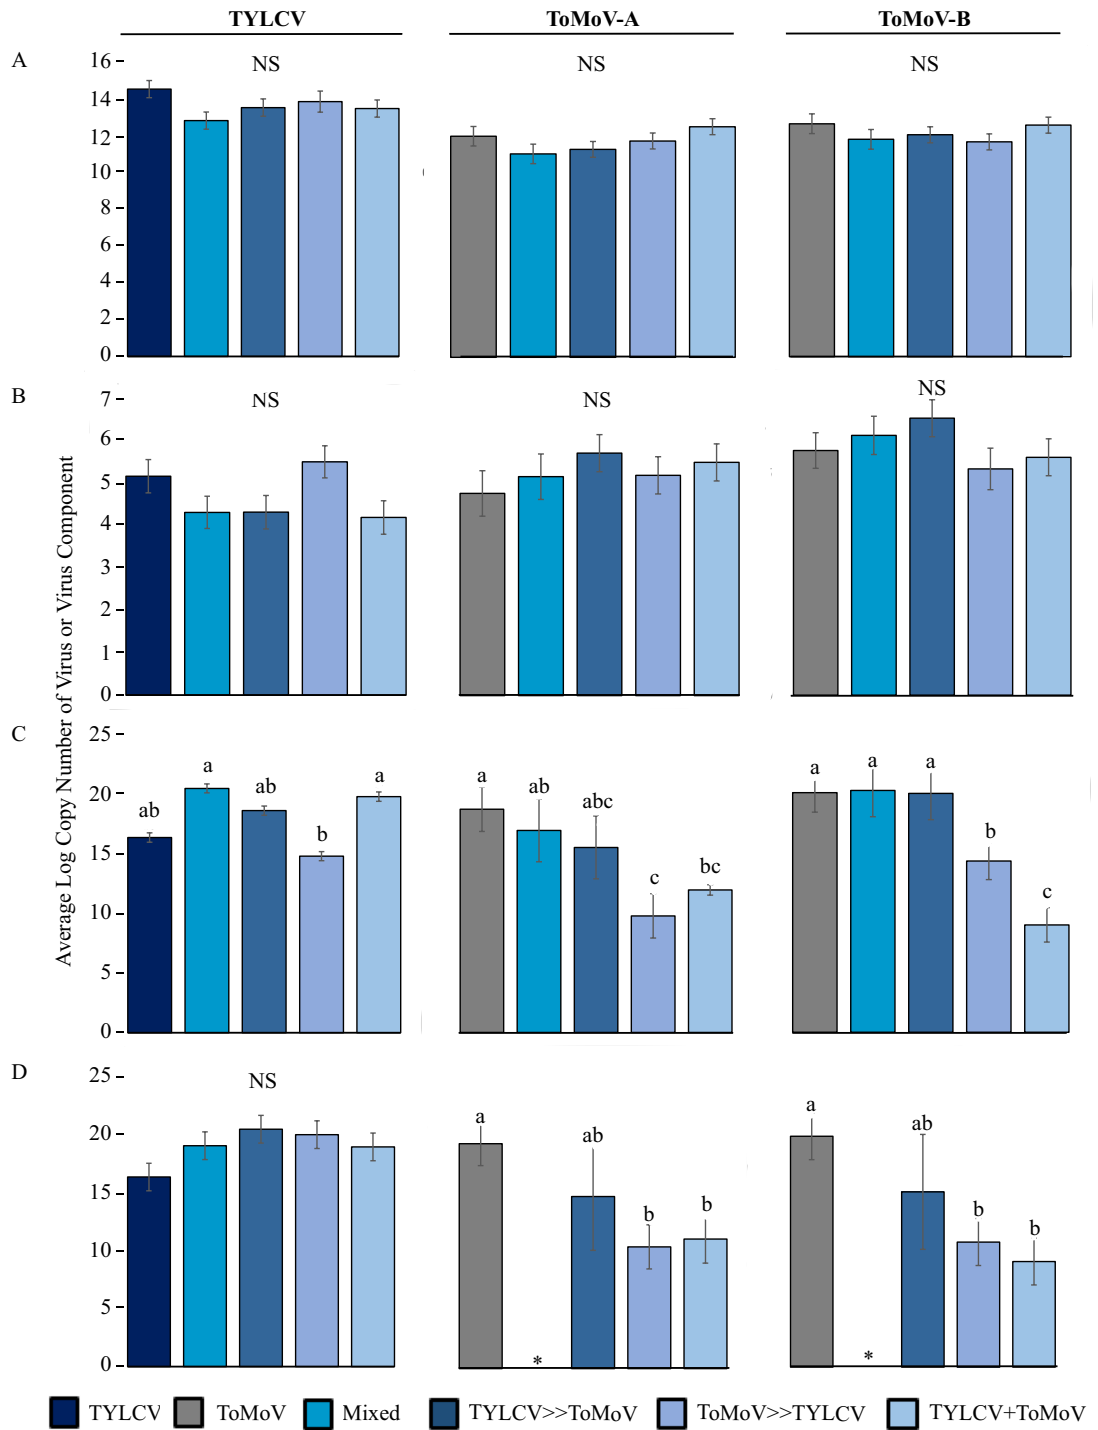 TYLCV ToMoV-A ToMoV-B
Average Log Copy Number of Virus or Virus Component
A
16
14
12
10
8
6
4
2
0
NS NS NS
B
7
6
5
4
3
2
1
0
NS NS NS
C
25
20
15
10
5
0
ab a ab b a
a ab abc c bc
a a a b c
D
25
20
15
10
5
0
NS
a * ab b b
a * ab b b
TYLCV ToMoV Mixed TYLCV>>ToMoV ToMoV>>TYLCV TYLCV+ToMoV